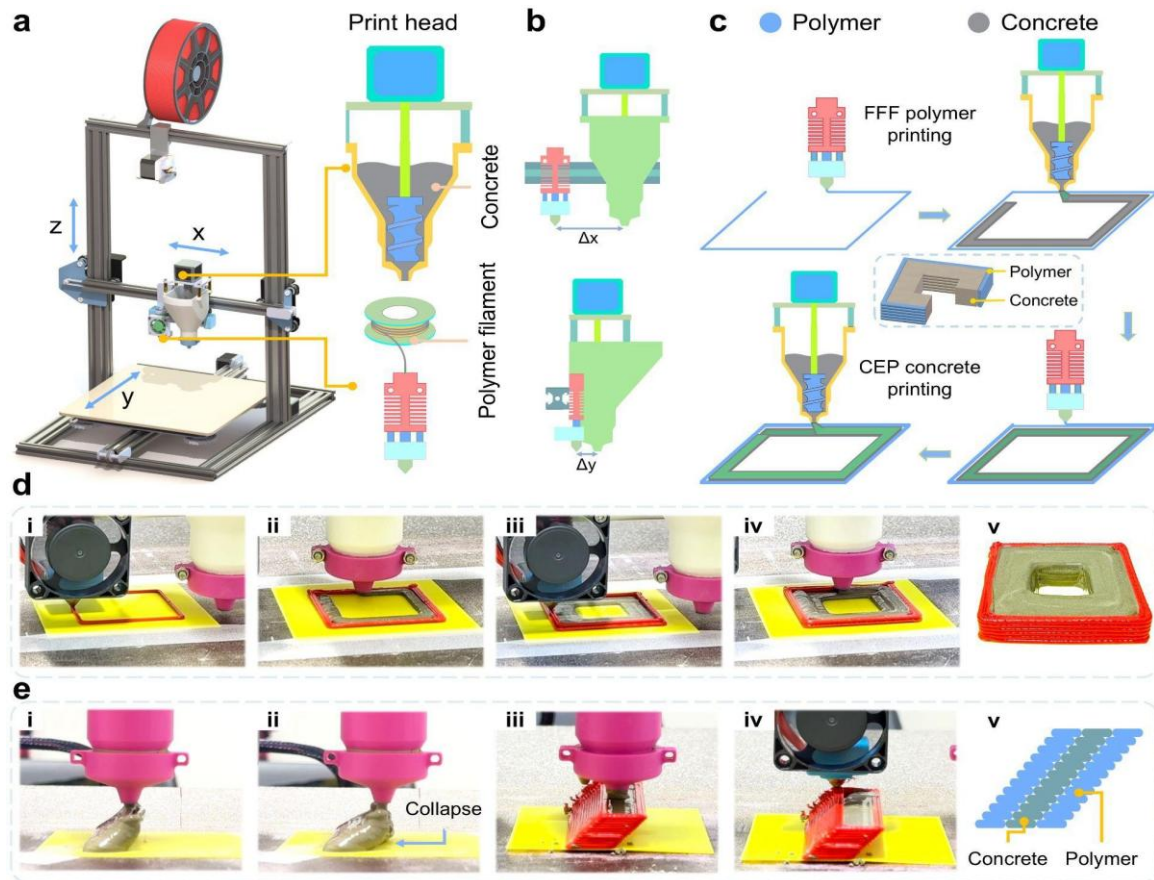 a
Print head
z
x
y
Concrete
Polymer filament
b
Δx
Δy
c
Polymer
Concrete
FFF polymer
printing
Polymer
Concrete
CEP concrete
printing
d
i
ii
iii
iv
v
e
i
ii
Collapse
iii
iv
v
Concrete
Polymer